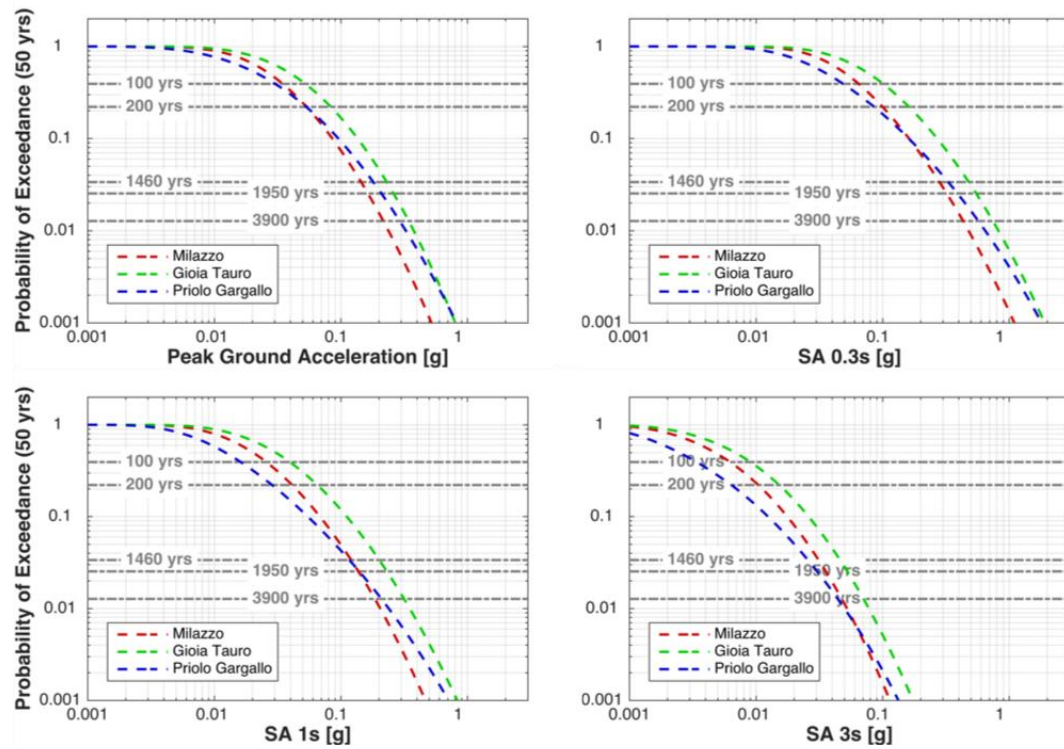 Probability of Exceedance (50 yrs)
1
0.1
0.01
0.001
100 yrs
200 yrs
1460 yrs
1950 yrs
3900 yrs
Milazzo
Gioia Tauro
Priolo Gargallo
0.001
0.01
0.1
1
Peak Ground Acceleration [g]
1
0.1
0.01
0.001
100 yrs
200 yrs
1460 yrs
1950 yrs
3900 yrs
Milazzo
Gioia Tauro
Priolo Gargallo
0.001
0.01
0.1
1
SA 0.3s [g]
Probability of Exceedance (50 yrs)
1
0.1
0.01
0.001
100 yrs
200 yrs
1460 yrs
1950 yrs
3900 yrs
Milazzo
Gioia Tauro
Priolo Gargallo
0.001
0.01
0.1
1
SA 1s [g]
1
0.1
0.01
0.001
100 yrs
200 yrs
1460 yrs
1950 yrs
3900 yrs
Milazzo
Gioia Tauro
Priolo Gargallo
0.001
0.01
0.1
1
SA 3s [g]